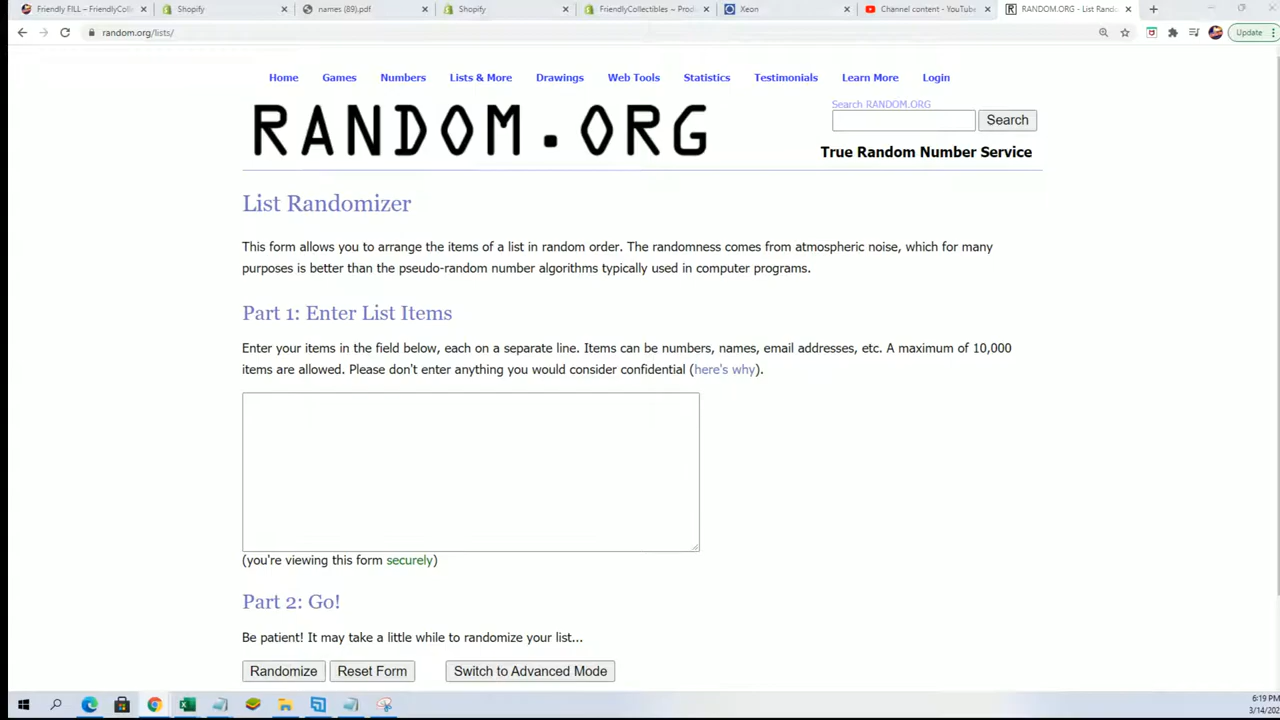 Friendly FILL – FriendlyColl
Shopify
names (89).pdf
Shopify
FriendlyCollectibles ~ Prod
Xeon
Channel content - YouTube
RANDOM.ORG - List Rando
random.org/lists/
Update
Home
Games
Numbers
Lists & More
Drawings
Web Tools
Statistics
Testimonials
Learn More
Login
RANDOM.ORG
Search RANDOM.ORG
Search
True Random Number Service
List Randomizer
This form allows you to arrange the items of a list in random order. The randomness comes from atmospheric noise, which for many
purposes is better than the pseudo-random number algorithms typically used in computer programs.
Part 1: Enter List Items
Enter your items in the field below, each on a separate line. Items can be numbers, names, email addresses, etc. A maximum of 10,000
items are allowed. Please don't enter anything you would consider confidential (here's why).
(you're viewing this form securely)
Part 2: Go!
Be patient! It may take a little while to randomize your list...
Randomize
Reset Form
Switch to Advanced Mode
6:19 PM
3/14/202